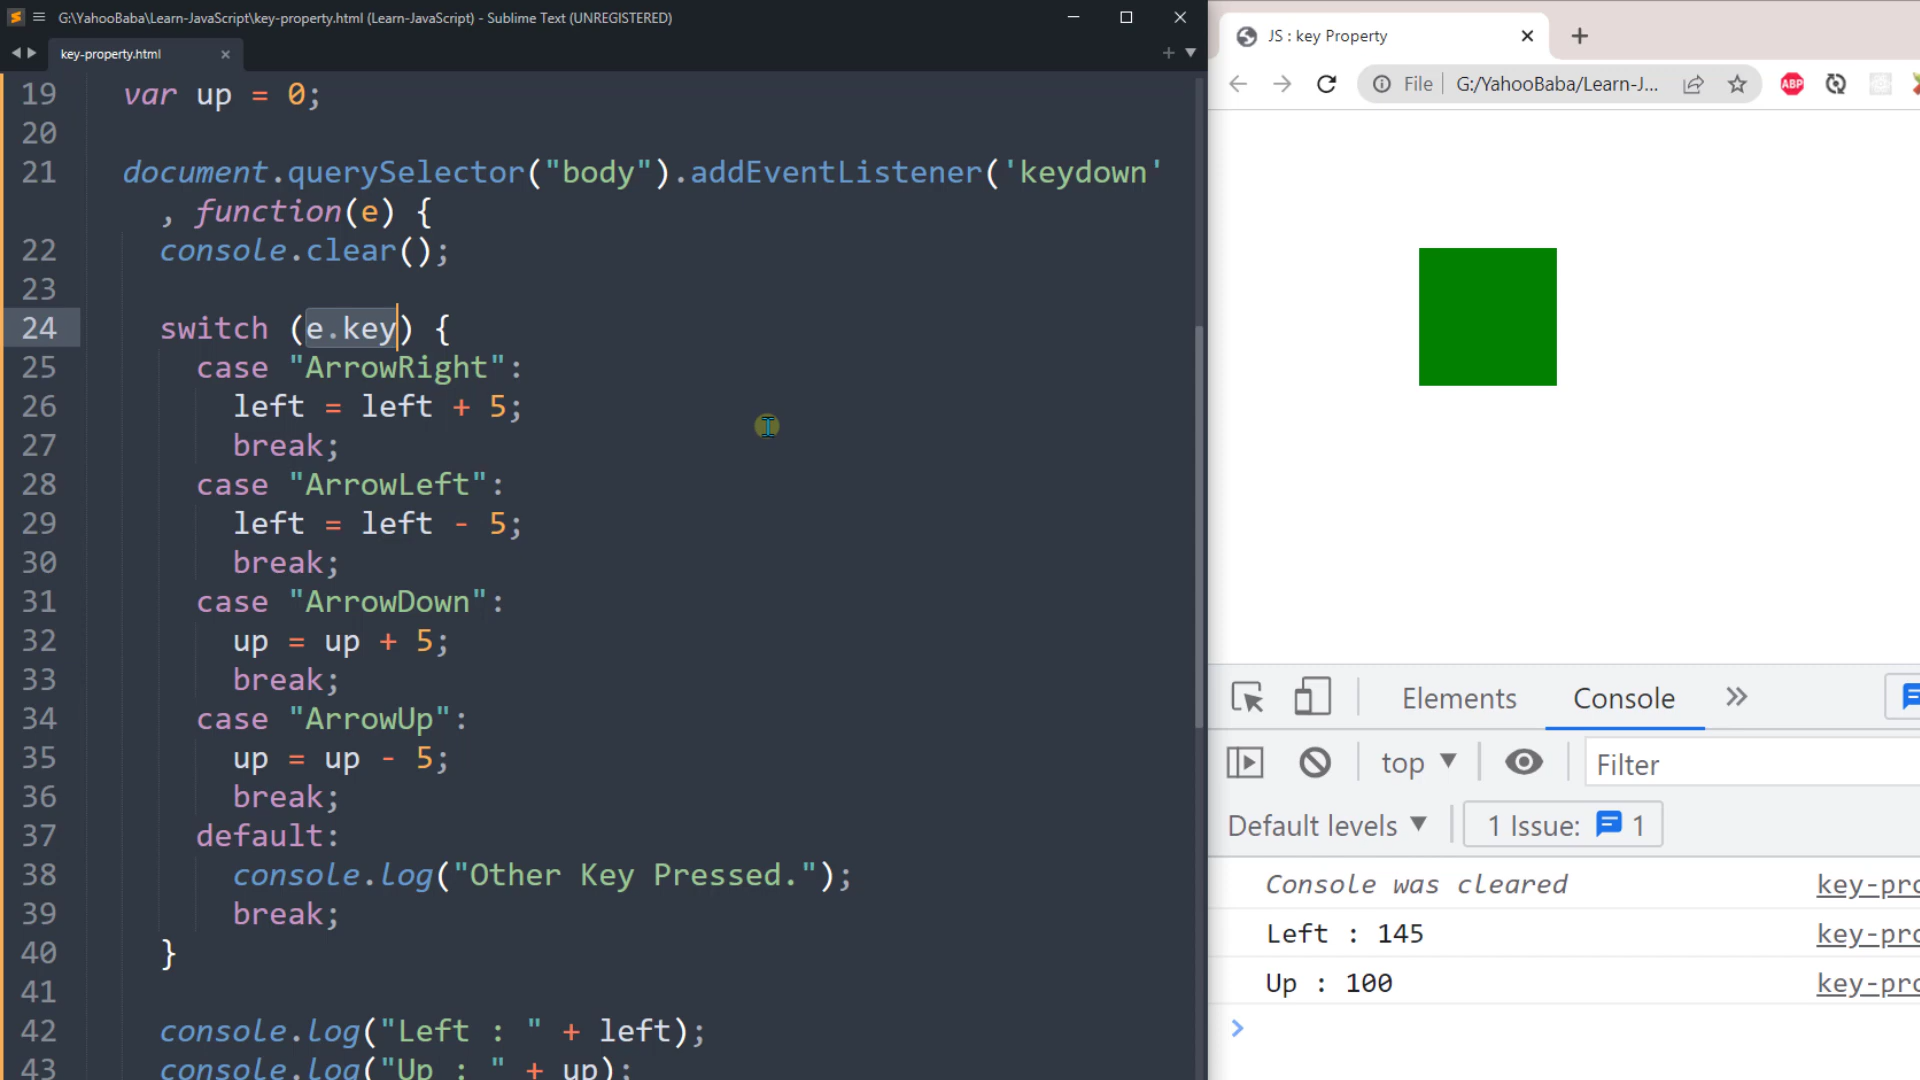 G:\YahooBaba\Learn-JavaScript\key-property.html (Learn-JavaScript) - Sublime Text (UNREGISTERED)
key-property.html
19 var up = 0;
20
21 document.querySelector("body").addEventListener('keydown'
, function(e) {
22 console.clear();
23
24 switch (e.key) {
25 case "ArrowRight":
26 left = left + 5;
27 break;
28 case "ArrowLeft":
29 left = left - 5;
30 break;
31 case "ArrowDown":
32 up = up + 5;
33 break;
34 case "ArrowUp":
35 up = up - 5;
36 break;
37 default:
38 console.log("Other Key Pressed.");
39 break;
40 }
41
42 console.log("Left : " + left);
43 console.log("Up : " + up);
JS : key Property
File G:/YahooBaba/Learn-J...
ABP
Elements Console
top Filter
Default levels 1 Issue: 1
Console was cleared key-pro
Left : 145 key-pro
Up : 100 key-pro